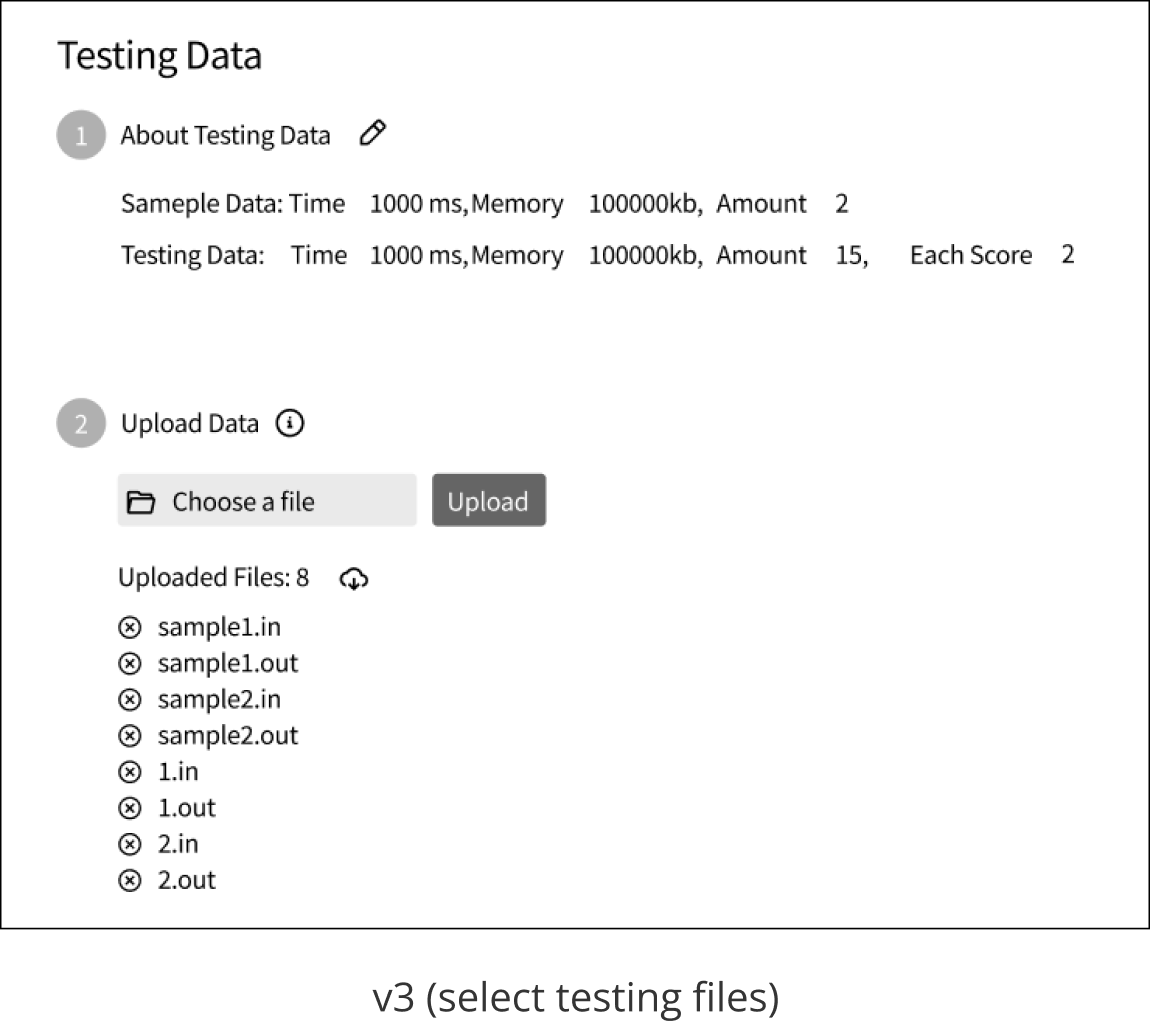 Testing Data
1 About Testing Data
Sameple Data: Time 1000 ms, Memory 100000kb, Amount 2
Testing Data: Time 1000 ms, Memory 100000kb, Amount 15, Each Score 2
2 Upload Data
Choose a file Upload
Uploaded Files: 8
sample1.in
sample1.out
sample2.in
sample2.out
1.in
1.out
2.in
2.out
v3 (select testing files)